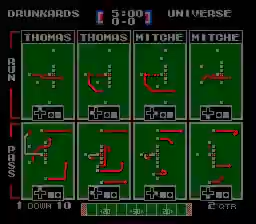 DRUNKARDS 5:00 UNIVERSE
0-0
THOMAS THOMAS MITCHE MITCHE
RUN
PASS
1 DOWN 10 2 QTR